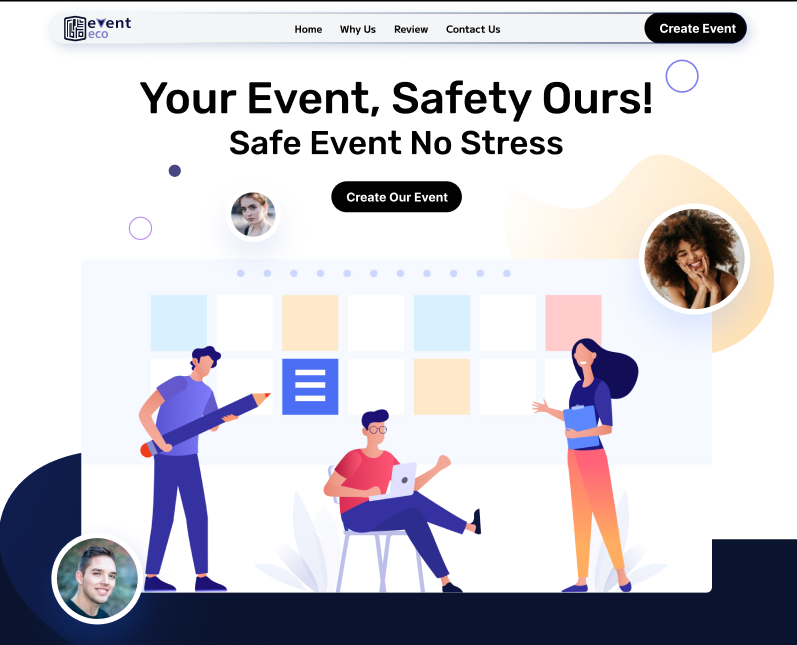 event
eco
Home Why Us Review Contact Us Create Event
Your Event, Safety Ours!
Safe Event No Stress
Create Our Event